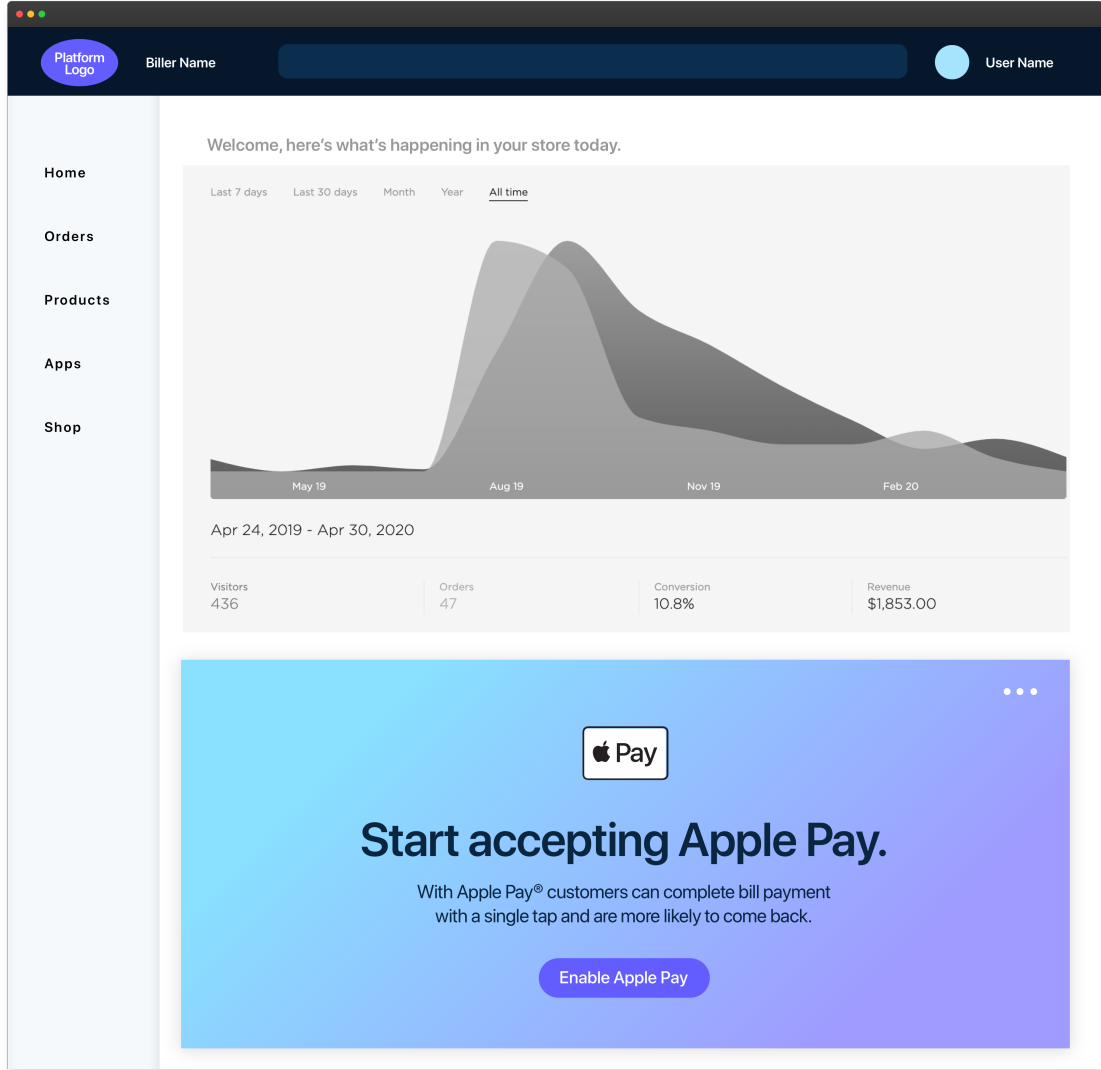 Platform
Logo
Biller Name
User Name
Home
Orders
Products
Apps
Shop
Welcome, here’s what’s happening in your store today.
Last 7 days Last 30 days Month Year All time
May 19 Aug 19 Nov 19 Feb 20
Apr 24, 2019 - Apr 30, 2020
Visitors Orders Conversion Revenue
436 47 10.8% $1,853.00
Pay
Start accepting Apple Pay.
With Apple Pay® customers can complete bill payment
with a single tap and are more likely to come back.
Enable Apple Pay